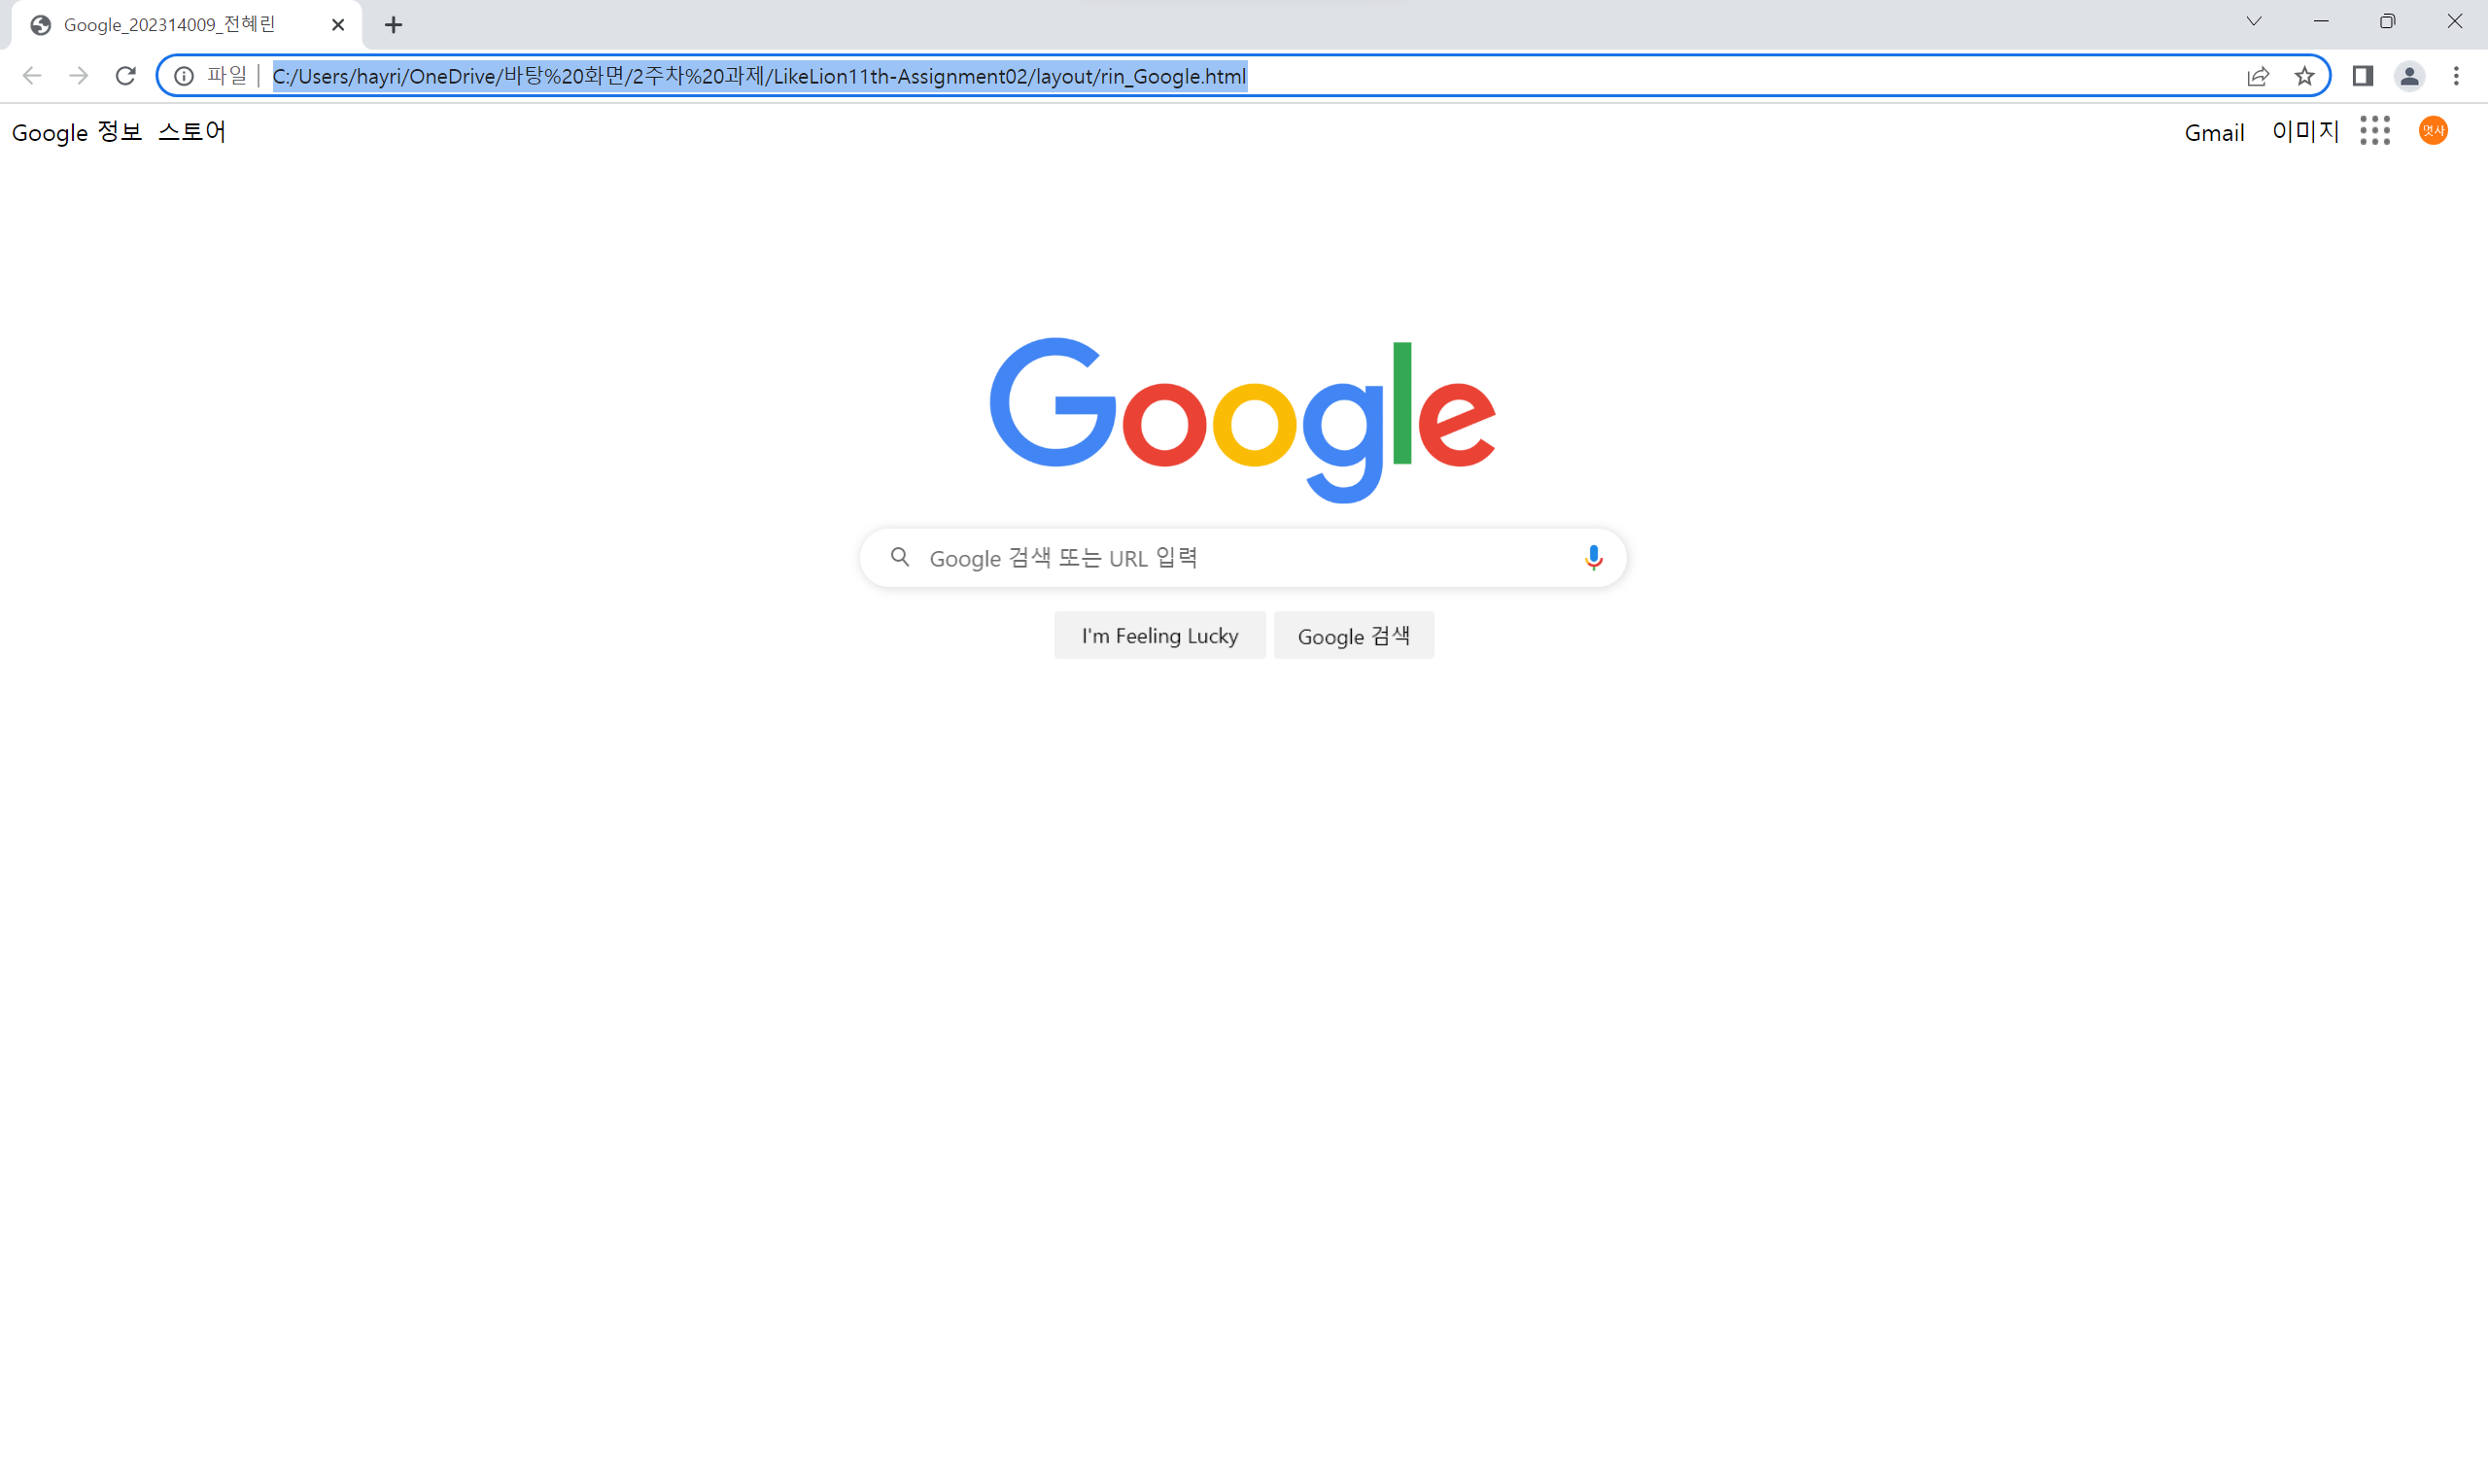 Google_202314009_전혜린
파일 | C:/Users/hayri/OneDrive/바탕%20화면/2주차%20과제/LikeLion11th-Assignment02/layout/rin_Google.html
Google 정보 스토어 Gmail 이미지 멋사
Google
Google 검색 또는 URL 입력
I'm Feeling Lucky Google 검색